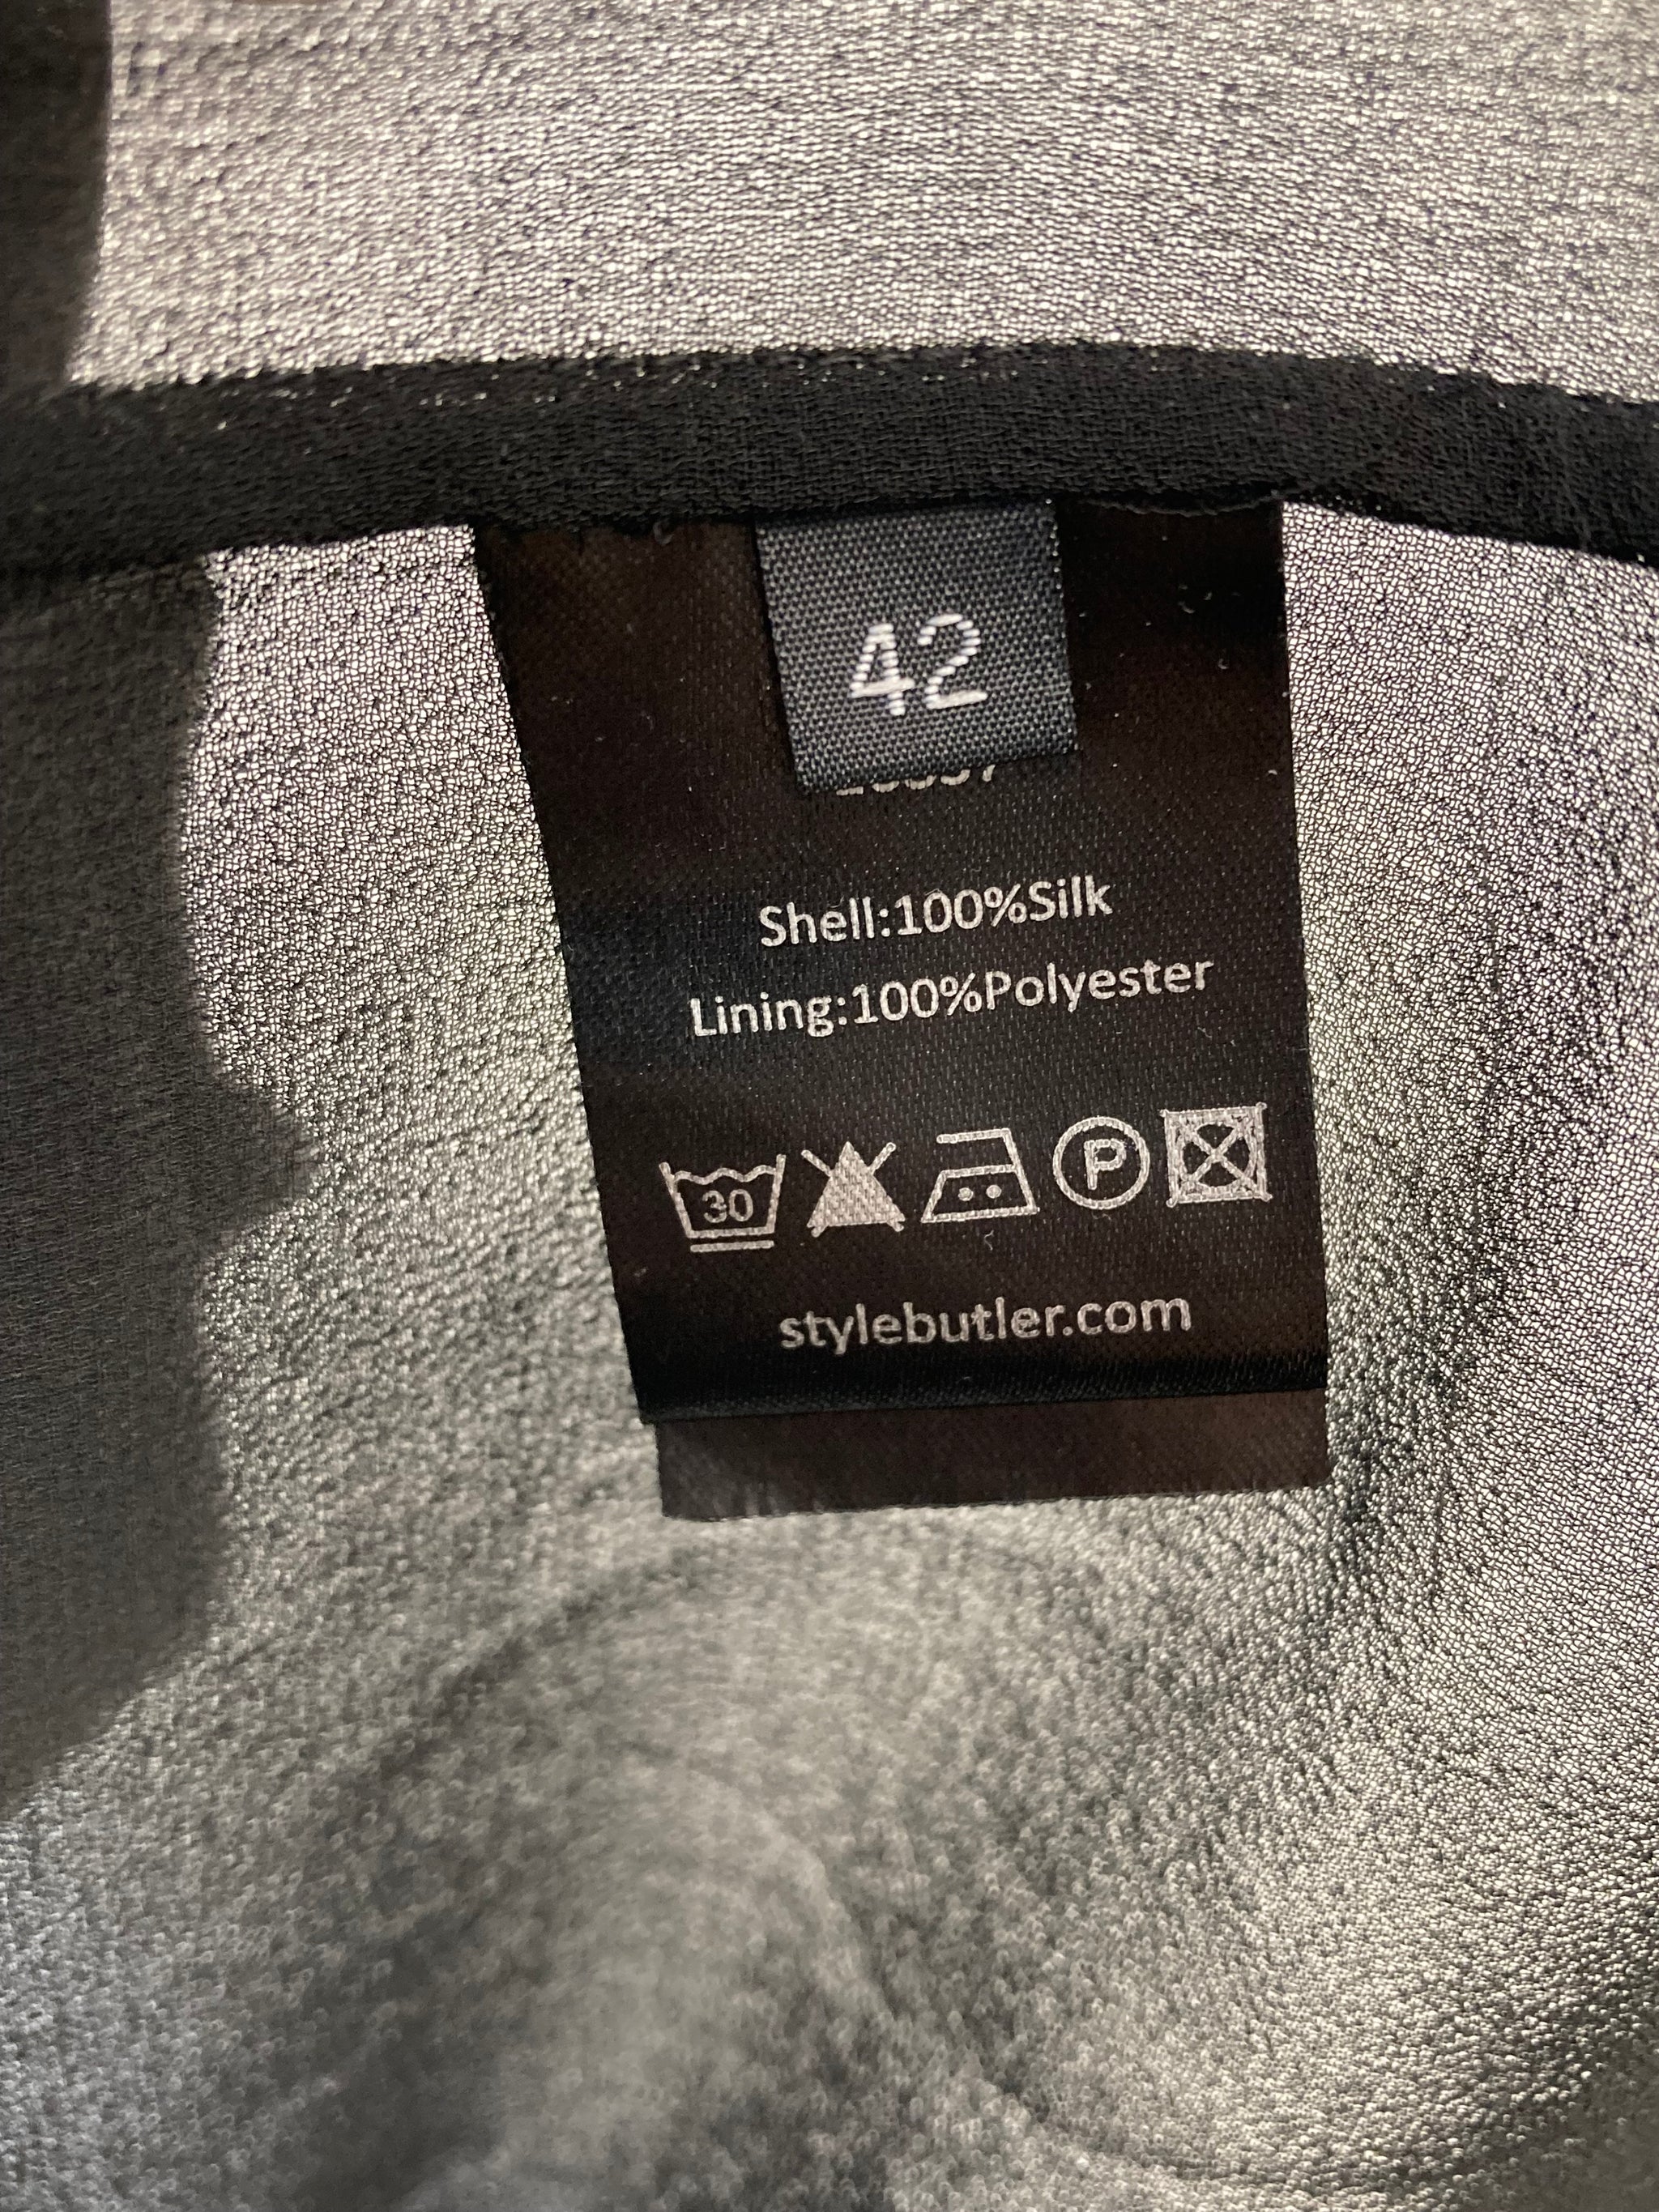 42
Shell:100%Silk
Lining:100%Polyester
30 P
stylebutler.com